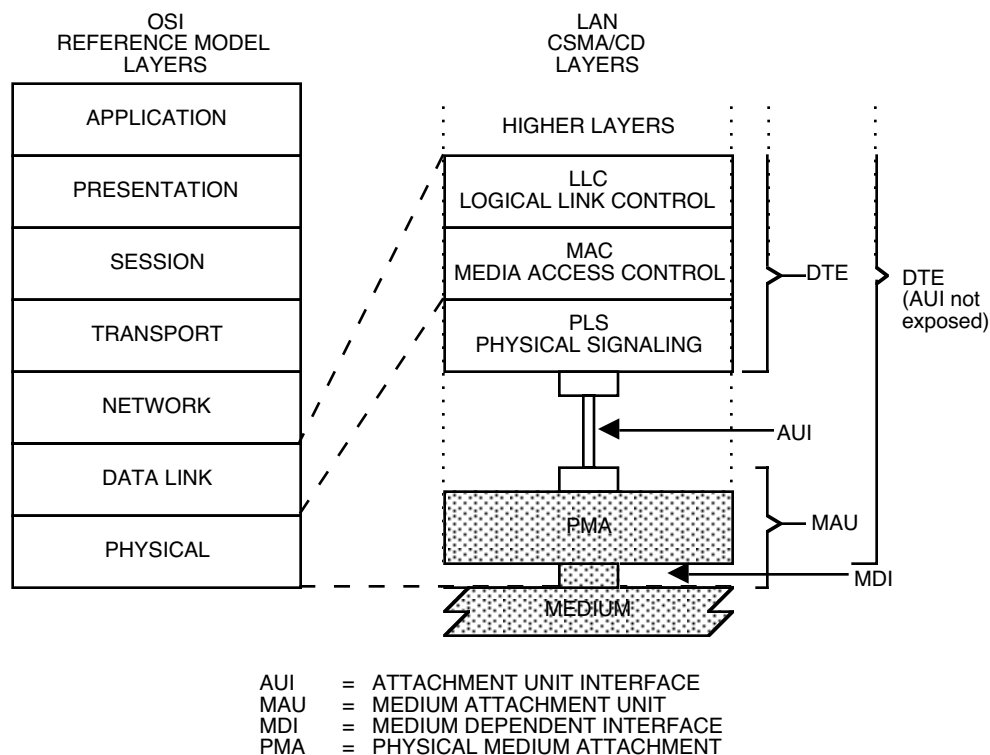 OSI
REFERENCE MODEL
LAYERS
APPLICATION
PRESENTATION
SESSION
TRANSPORT
NETWORK
DATA LINK
PHYSICAL
LAN
CSMA/CD
LAYERS
HIGHER LAYERS
LLC
LOGICAL LINK CONTROL
MAC
MEDIA ACCESS CONTROL
PLS
PHYSICAL SIGNALING
DTE
DTE
(AUI not
exposed)
AUI
PMA
MAU
MDI
MEDIUM
AUI = ATTACHMENT UNIT INTERFACE
MAU = MEDIUM ATTACHMENT UNIT
MDI = MEDIUM DEPENDENT INTERFACE
PMA = PHYSICAL MEDIUM ATTACHMENT